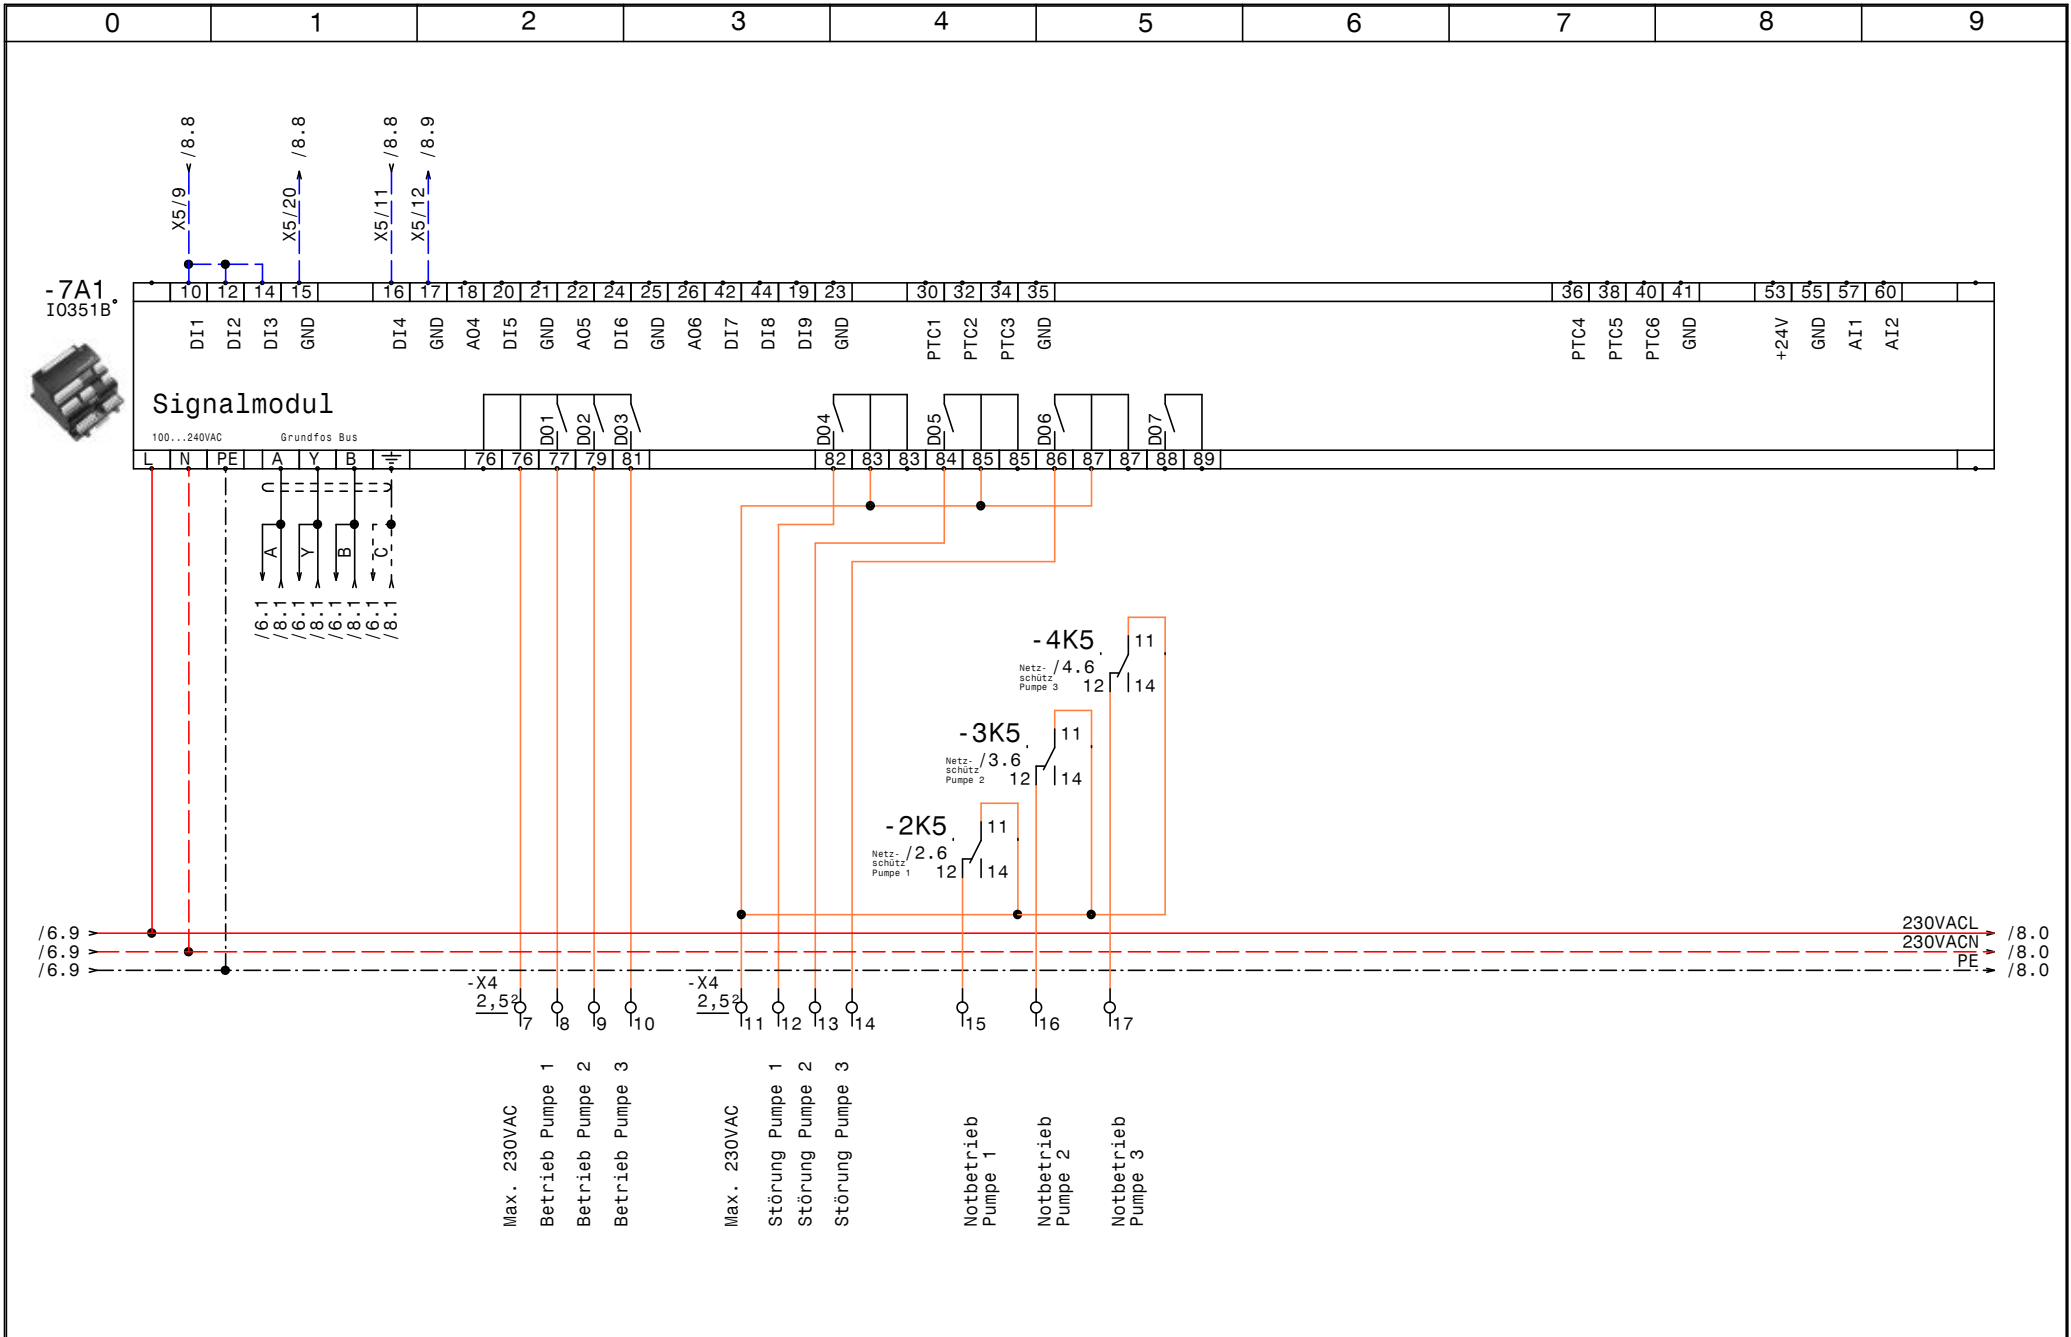 0 1 2 3 4 5 6 7 8 9
/8.8 /8.8 /8.8 /8.9
X5/9 X5/20 X5/11 X5/12
-7A1
IO351B
10 12 14 15 16 17 18 20 21 22 24 25 26 42 44 19 23 30 32 34 35 36 38 40 41 53 55 57 60
DI1 DI2 DI3 GND DI4 GND AO4 DI5 GND AO5 DI6 GND AO6 DI7 DI8 DI9 GND PTC1 PTC2 PTC3 GND PTC4 PTC5 PTC6 GND +24V GND AI1 AI2
Signalmodul
DO1 DO2 DO3 DO4 DO5 DO6 DO7
100...240VAC Grundfos Bus
L N PE A Y B 76 76 77 79 81 82 83 83 84 85 85 86 87 87 88 89
A Y B C
/6.1 /8.1 /6.1 /8.1 /6.1 /8.1 /6.1 /8.1
-4K5 11
Netz- /4.6
schütz
Pumpe 3 12 14
-3K5 11
Netz- /3.6
schütz
Pumpe 2 12 14
-2K5 11
Netz- /2.6
schütz
Pumpe 1 12 14
/6.9 230VACL /8.0
/6.9 230VACN /8.0
/6.9 PE /8.0
-X4 -X4
2,5² 2,5²
7 8 9 10 11 12 13 14 15 16 17
Max. 230VAC
Betrieb Pumpe 1
Betrieb Pumpe 2
Betrieb Pumpe 3
Max. 230VAC
Störung Pumpe 1
Störung Pumpe 2
Störung Pumpe 3
Notbetrieb
Pumpe 1
Notbetrieb
Pumpe 2
Notbetrieb
Pumpe 3